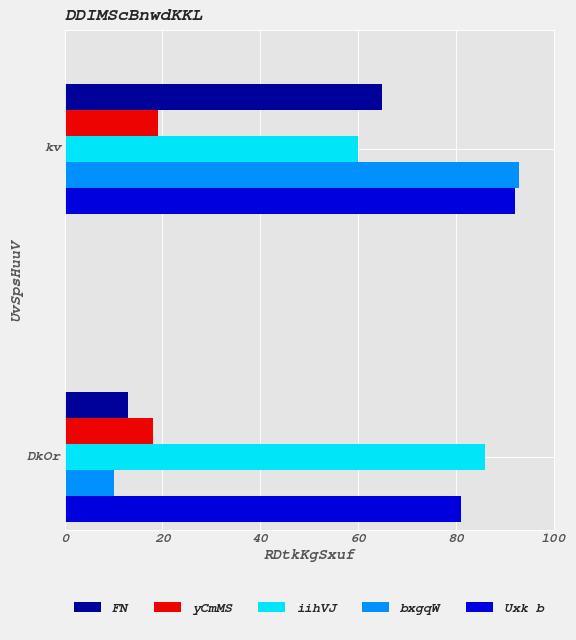 DDIMScBnwdKKL
kv
UvSpsHuuV
DkOr
0 20 40 60 80 100
RDtkKgSxuf
FN yCmMS iihVJ bxgqW Uxk b